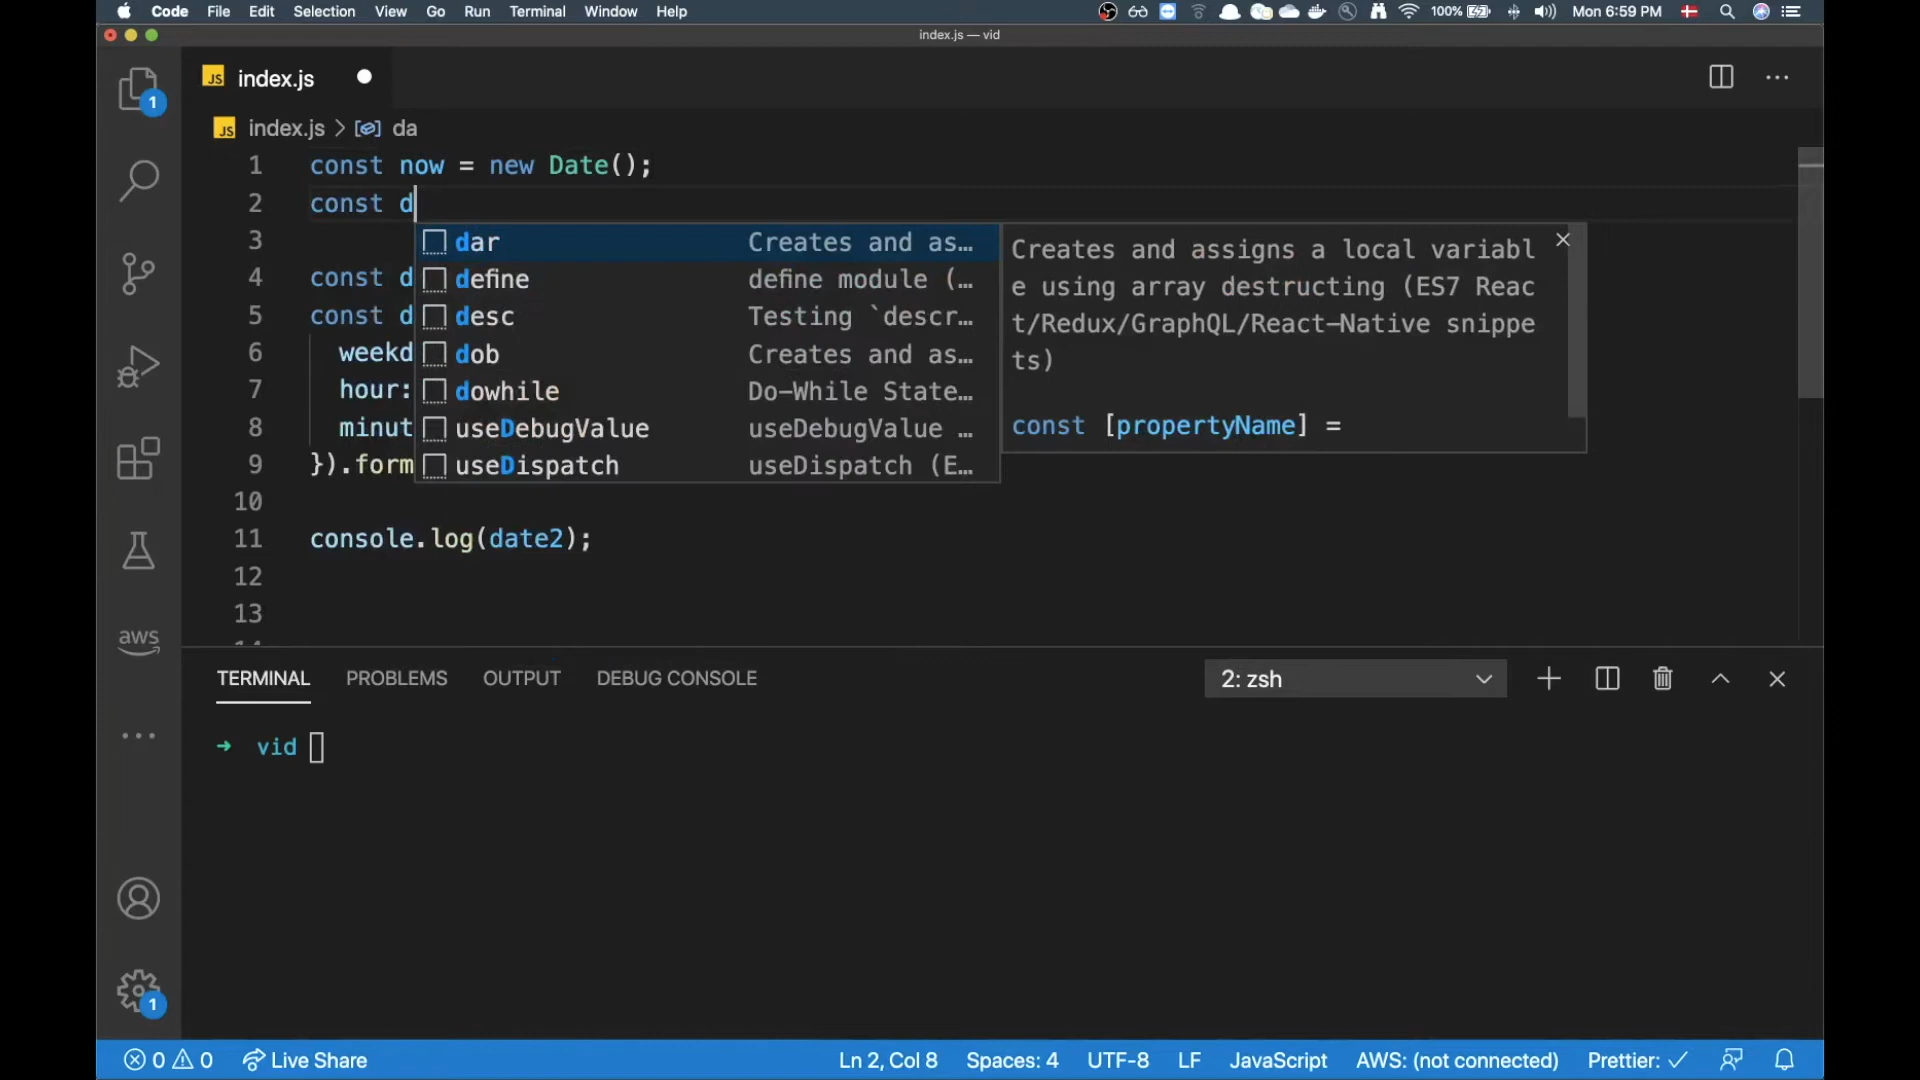 Code File Edit Selection View Go Run Terminal Window Help 100% Mon 6:59 PM
index.js — vid
JS index.js
JS index.js > da
1 const now = new Date();
2 const d
3
4 const d
5 const d
6 weekd
7 hour:
8 minut
9 }).form
10
11 console.log(date2);
12
13
dar Creates and as…
define define module (…
desc Testing `descr…
dob Creates and as…
dowhile Do-While State…
useDebugValue useDebugValue …
useDispatch useDispatch (E…
Creates and assigns a local variabl
e using array destructing (ES7 Reac
t/Redux/GraphQL/React-Native snippe
ts)
const [propertyName] =
1
aws
1
TERMINAL PROBLEMS OUTPUT DEBUG CONSOLE 2: zsh
→ vid
0 0 Live Share Ln 2, Col 8 Spaces: 4 UTF-8 LF JavaScript AWS: (not connected) Prettier: ✓